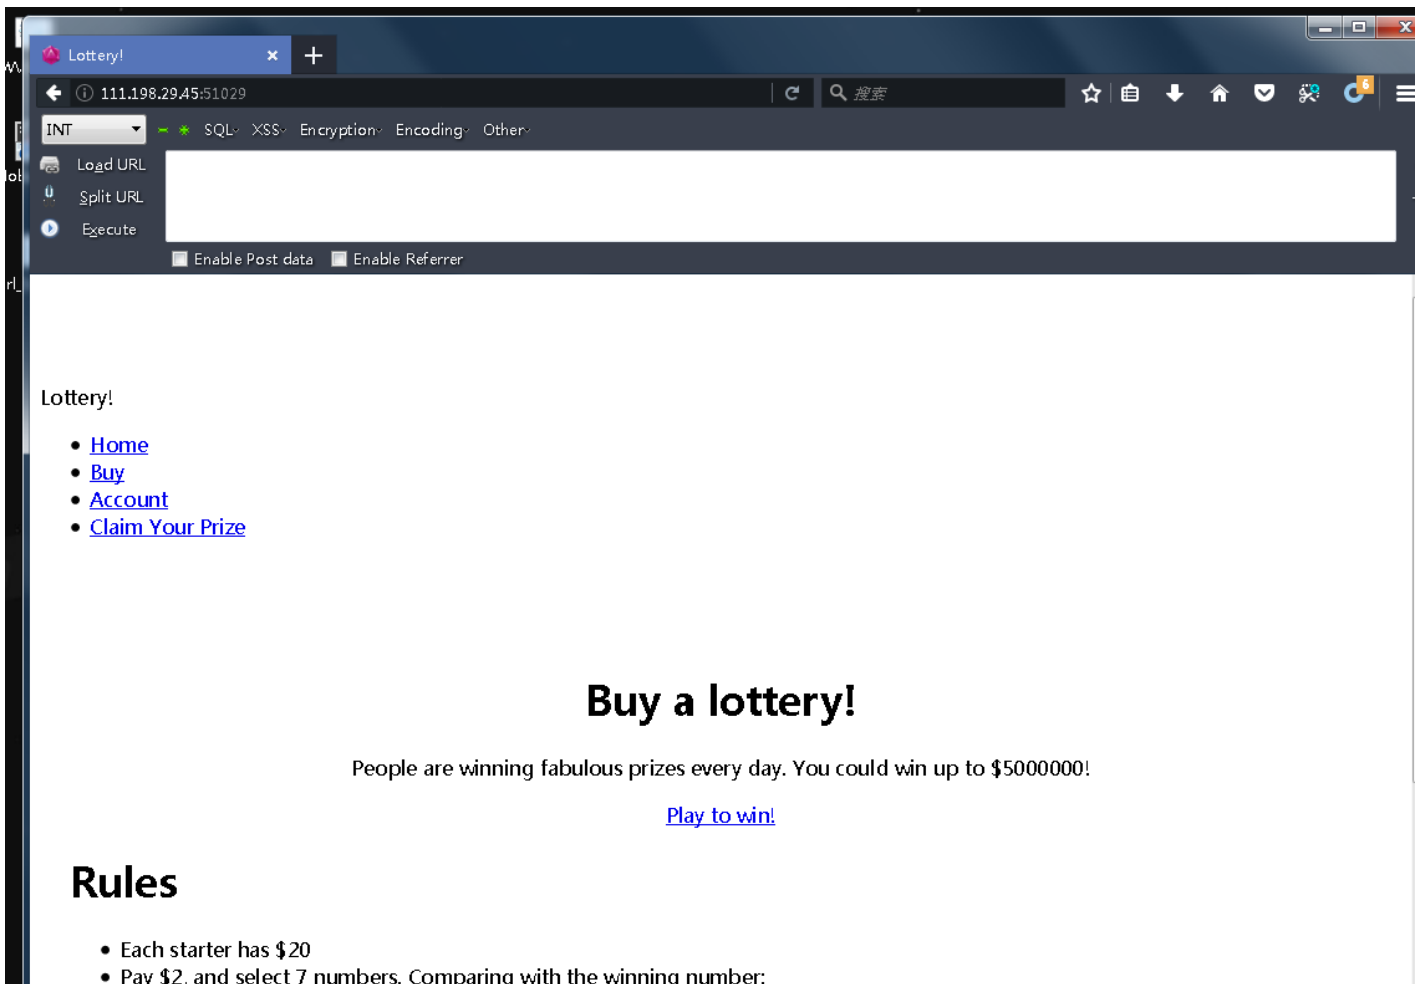 Lottery!
111.198.29.45:51029
搜索
6
INT
SQL XSS Encryption Encoding Other
Load URL
Split URL
Execute
Enable Post data Enable Referrer
Lottery!
Home
Buy
Account
Claim Your Prize
Buy a lottery!
People are winning fabulous prizes every day. You could win up to $5000000!
Play to win!
Rules
Each starter has $20
Pay $2, and select 7 numbers. Comparing with the winning number: